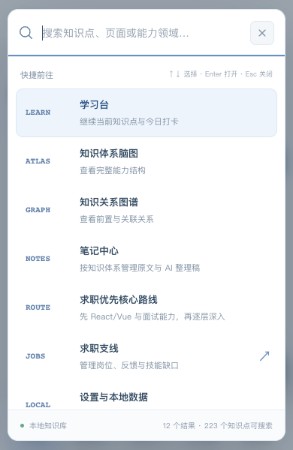 搜索知识点、页面或能力领域…
快捷前往
↑↓ 选择 · Enter 打开 · Esc 关闭
LEARN
学习台
继续当前知识点与今日打卡
ATLAS
知识体系脑图
查看完整能力结构
GRAPH
知识关系图谱
查看前置与关联关系
NOTES
笔记中心
按知识体系管理原文与 AI 整理稿
ROUTE
求职优先核心路线
先 React/Vue 与面试能力，再逐层深入
JOBS
求职支线
管理岗位、反馈与技能缺口
LOCAL
设置与本地数据
本地知识库
12 个结果 · 223 个知识点可搜索